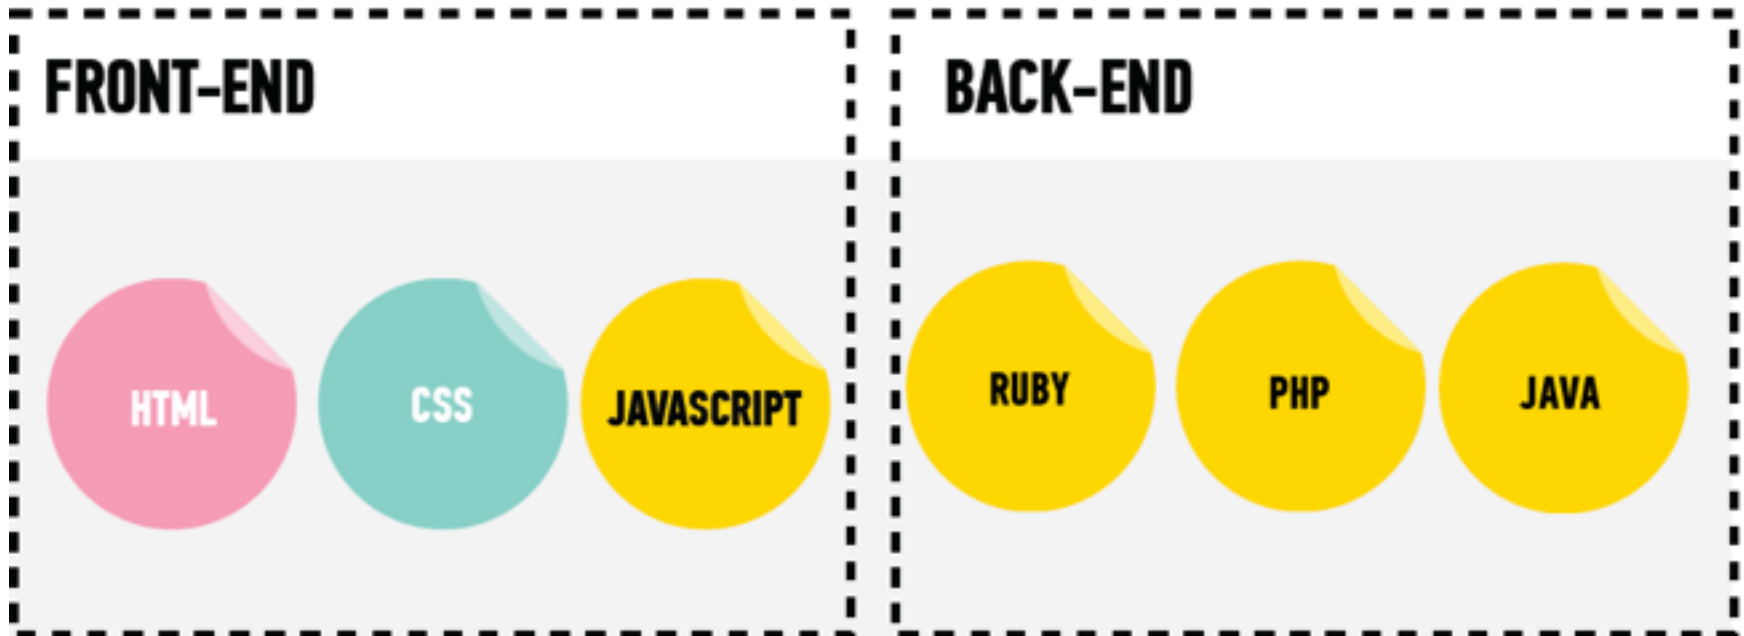 FRONT-END
HTML
CSS
JAVASCRIPT
BACK-END
RUBY
PHP
JAVA